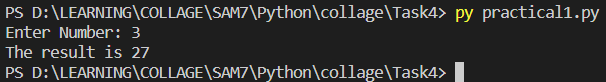 PS D:\LEARNING\COLLAGE\SAM7\Python\collage\Task4> py practical1.py
Enter Number: 3
The result is 27
PS D:\LEARNING\COLLAGE\SAM7\Python\collage\Task4>